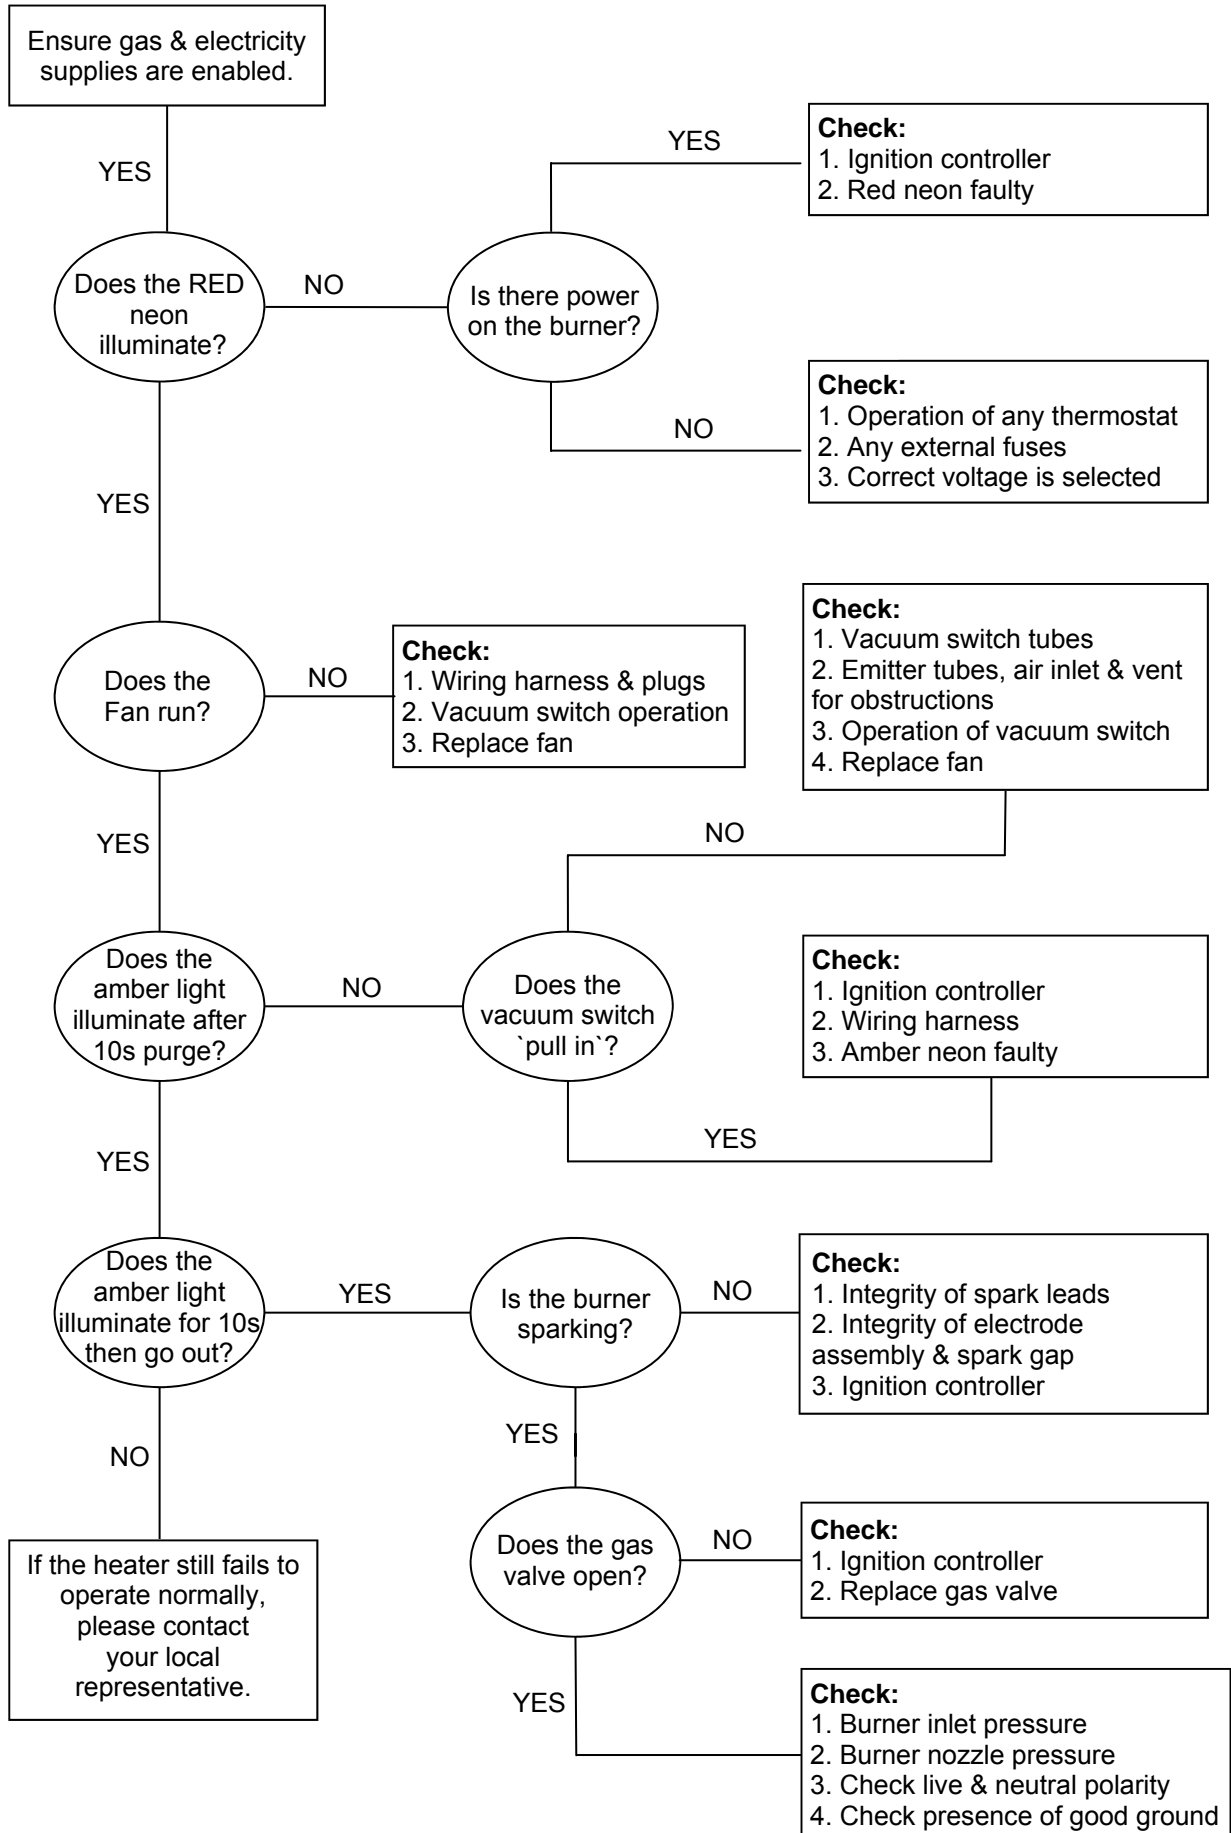 Ensure gas & electricity
supplies are enabled.
YES
YES
Check:
1. Ignition controller
2. Red neon faulty
Does the RED
neon
illuminate?
NO
Is there power
on the burner?
NO
Check:
1. Operation of any thermostat
2. Any external fuses
3. Correct voltage is selected
YES
Does the
Fan run?
NO
Check:
1. Wiring harness & plugs
2. Vacuum switch operation
3. Replace fan
Check:
1. Vacuum switch tubes
2. Emitter tubes, air inlet & vent
for obstructions
3. Operation of vacuum switch
4. Replace fan
YES
NO
Does the
amber light
illuminate after
10s purge?
NO
Does the
vacuum switch
`pull in`?
Check:
1. Ignition controller
2. Wiring harness
3. Amber neon faulty
YES
YES
Does the
amber light
illuminate for 10s
then go out?
YES
Is the burner
sparking?
NO
Check:
1. Integrity of spark leads
2. Integrity of electrode
assembly & spark gap
3. Ignition controller
NO
YES
If the heater still fails to
operate normally,
please contact
your local
representative.
Does the gas
valve open?
NO
Check:
1. Ignition controller
2. Replace gas valve
YES
Check:
1. Burner inlet pressure
2. Burner nozzle pressure
3. Check live & neutral polarity
4. Check presence of good ground